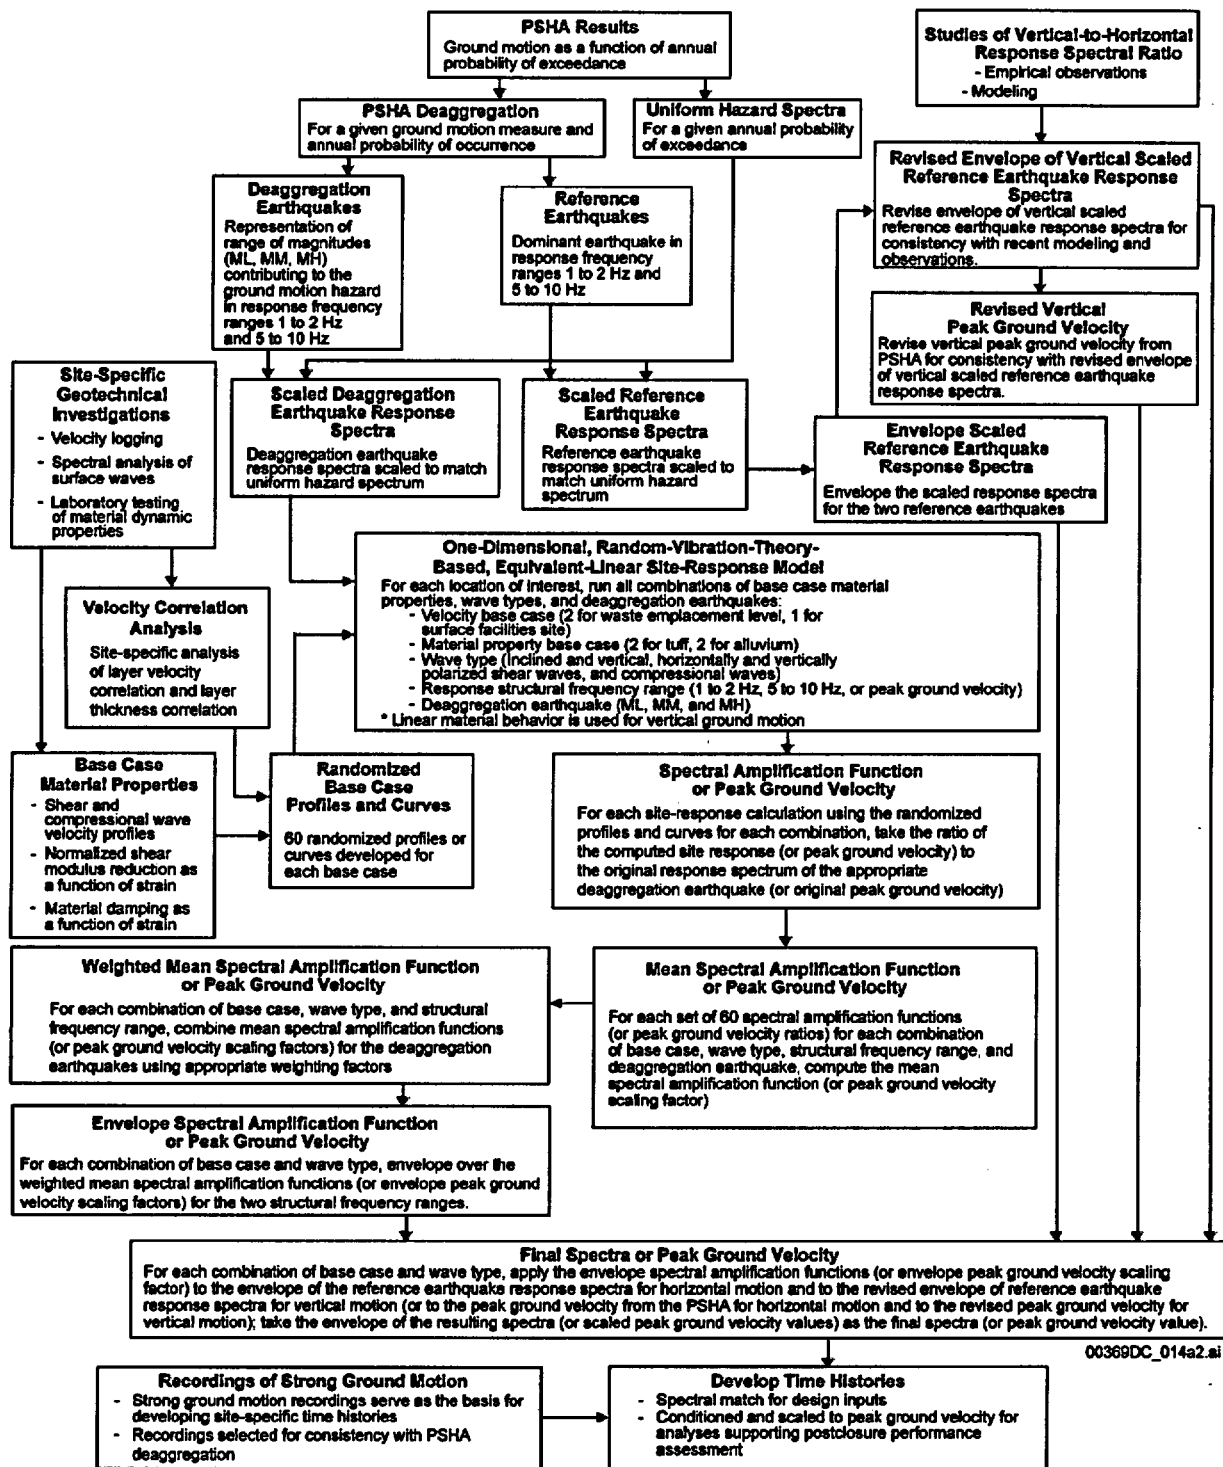 PSHA Results
Ground motion as a function of annual
probability of exceedance
Studies of Vertical-to-Horizontal
Response Spectral Ratio
- Empirical observations
- Modeling
PSHA Deaggregation
For a given ground motion measure and
annual probability of occurrence
Uniform Hazard Spectra
For a given annual probability
of exceedance
Revised Envelope of Vertical Scaled
Reference Earthquake Response
Spectra
Revise envelope of vertical scaled
reference earthquake response spectra for
consistency with recent modeling and
observations.
Deaggregation
Earthquakes
Representation of
range of magnitudes
(ML, MM, MH)
contributing to the
ground motion hazard
in response frequency
ranges 1 to 2 Hz
and 5 to 10 Hz
Reference
Earthquakes
Dominant earthquake in
response frequency
ranges 1 to 2 Hz and
5 to 10 Hz
Revised Vertical
Peak Ground Velocity
Revise vertical peak ground velocity from
PSHA for consistency with revised envelope
of vertical scaled reference earthquake
response spectra.
Site-Specific
Geotechnical
Investigations
- Velocity logging
- Spectral analysis of
surface waves
- Laboratory testing
of material dynamic
properties
Scaled Deaggregation
Earthquake Response
Spectra
Deaggregation earthquake
response spectra scaled to match
uniform hazard spectrum
Scaled Reference
Earthquake
Response Spectra
Reference earthquake
response spectra scaled to
match uniform hazard
spectrum
Envelope Scaled
Reference Earthquake
Response Spectra
Envelope the scaled response spectra
for the two reference earthquakes
One-Dimensional, Random-Vibration-Theory-
Based, Equivalent-Linear Site-Response Model
For each location of interest, run all combinations of base case material
properties, wave types, and deaggregation earthquakes:
- Velocity base case (2 for waste emplacement level, 1 for
surface facilities site)
- Material property base case (2 for tuff, 2 for alluvium)
- Wave type (Inclined and vertical, horizontally and vertically
polarized shear waves, and compressional waves)
- Response structural frequency range (1 to 2 Hz, 5 to 10 Hz, or peak ground velocity)
- Deaggregation earthquake (ML, MM, and MH)
* Linear material behavior is used for vertical ground motion
Velocity Correlation
Analysis
Site-specific analysis
of layer velocity
correlation and layer
thickness correlation
Base Case
Material Properties
- Shear and
compressional wave
velocity profiles
- Normalized shear
modulus reduction as
a function of strain
- Material damping as
a function of strain
Randomized
Base Case
Profiles and Curves
60 randomized profiles or
curves developed for
each base case
Spectral Amplification Function
or Peak Ground Velocity
For each site-response calculation using the randomized
profiles and curves for each combination, take the ratio of
the computed site response (or peak ground velocity) to
the original response spectrum of the appropriate
deaggregation earthquake (or original peak ground velocity)
Weighted Mean Spectral Amplification Function
or Peak Ground Velocity
For each combination of base case, wave type, and structural
frequency range, combine mean spectral amplification functions
(or peak ground velocity scaling factors) for the deaggregation
earthquakes using appropriate weighting factors
Mean Spectral Amplification Function
or Peak Ground Velocity
For each set of 60 spectral amplification functions
(or peak ground velocity ratios) for each combination
of base case, wave type, structural frequency range, and
deaggregation earthquake, compute the mean
spectral amplification function (or peak ground velocity
scaling factor)
Envelope Spectral Amplification Function
or Peak Ground Velocity
For each combination of base case and wave type, envelope over the
weighted mean spectral amplification functions (or envelope peak ground
velocity scaling factors) for the two structural frequency ranges.
Final Spectra or Peak Ground Velocity
For each combination of base case and wave type, apply the envelope spectral amplification functions (or envelope peak ground velocity scaling
factor) to the envelope of the reference earthquake response spectra for horizontal motion and to the revised envelope of reference earthquake
response spectra for vertical motion (or to the peak ground velocity from the PSHA for horizontal motion and to the revised peak ground velocity for
vertical motion); take the envelope of the resulting spectra (or scaled peak ground velocity values) as the final spectra (or peak ground velocity value).
00369DC_014a2.ai
Recordings of Strong Ground Motion
- Strong ground motion recordings serve as the basis for
developing site-specific time histories
- Recordings selected for consistency with PSHA
deaggregation
Develop Time Histories
- Spectral match for design inputs
- Conditioned and scaled to peak ground velocity for
analyses supporting postclosure performance
assessment